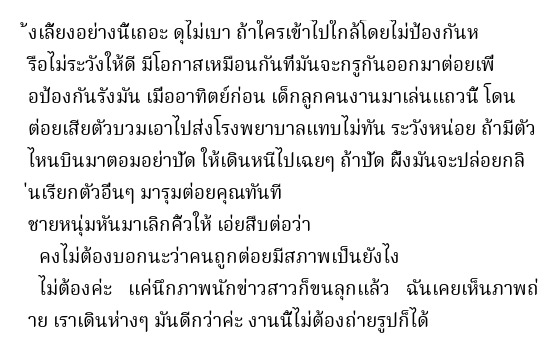 ้งเลี้ยงอย่างนี้เถอะ ดุไม่เบา ถ้าใครเข้าไปใกล้โดยไม่ป้องกันห
รือไม่ระวังให้ดี มีโอกาสเหมือนกันที่มันจะกรูกันออกมาต่อยเพื่
อป้องกันรังมัน เมื่ออาทิตย์ก่อน เด็กลูกคนงานมาเล่นแถวนี้ โดน
ต่อยเสียตัวบวมเอาไปส่งโรงพยาบาลแทบไม่ทัน ระวังหน่อย ถ้ามีตัว
ไหนบินมาตอมอย่าปัด ให้เดินหนีไปเฉยๆ ถ้าปัด ผึ้งมันจะปล่อยกลิ
่นเรียกตัวอื่นๆ มารุมต่อยคุณทันที
ชายหนุ่มหันมาเลิกคิ้วให้ เอ่ยสืบต่อว่า
คงไม่ต้องบอกนะว่าคนถูกต่อยมีสภาพเป็นยังไง
ไม่ต้องค่ะ แค่นึกภาพนักข่าวสาวก็ขนลุกแล้ว ฉันเคยเห็นภาพถ่
าย เราเดินห่างๆ มันดีกว่าค่ะ งานนี้ไม่ต้องถ่ายรูปก็ได้